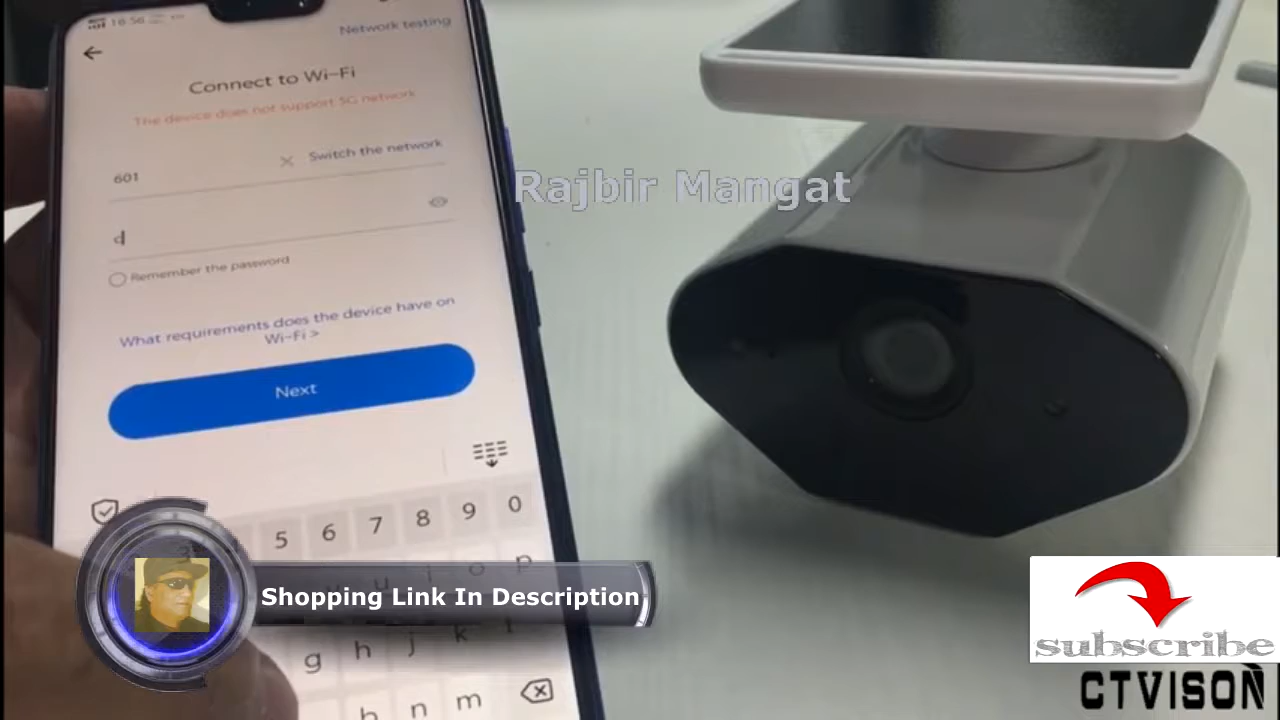 18:56
Network testing
Connect to Wi-Fi
The device does not support 5G network
601
Switch the network
d
Remember the password
What requirements does the device have on
Wi-Fi >
Next
5 6 7 8 9 0
u i o p
g h j k l
n m
Rajbir Mangat
Shopping Link In Description
subscribe
CTVISON